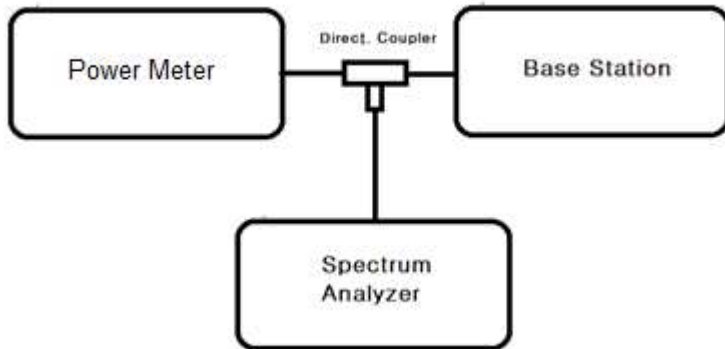 Direct. Coupler
Power Meter
Base Station
Spectrum
Analyzer